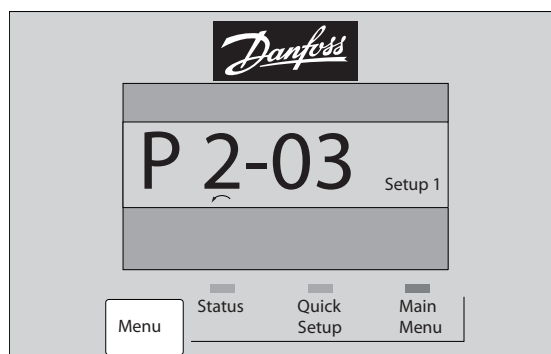 Danfoss
P 2-03
Setup 1
Status
Quick
Setup
Main
Menu
Menu